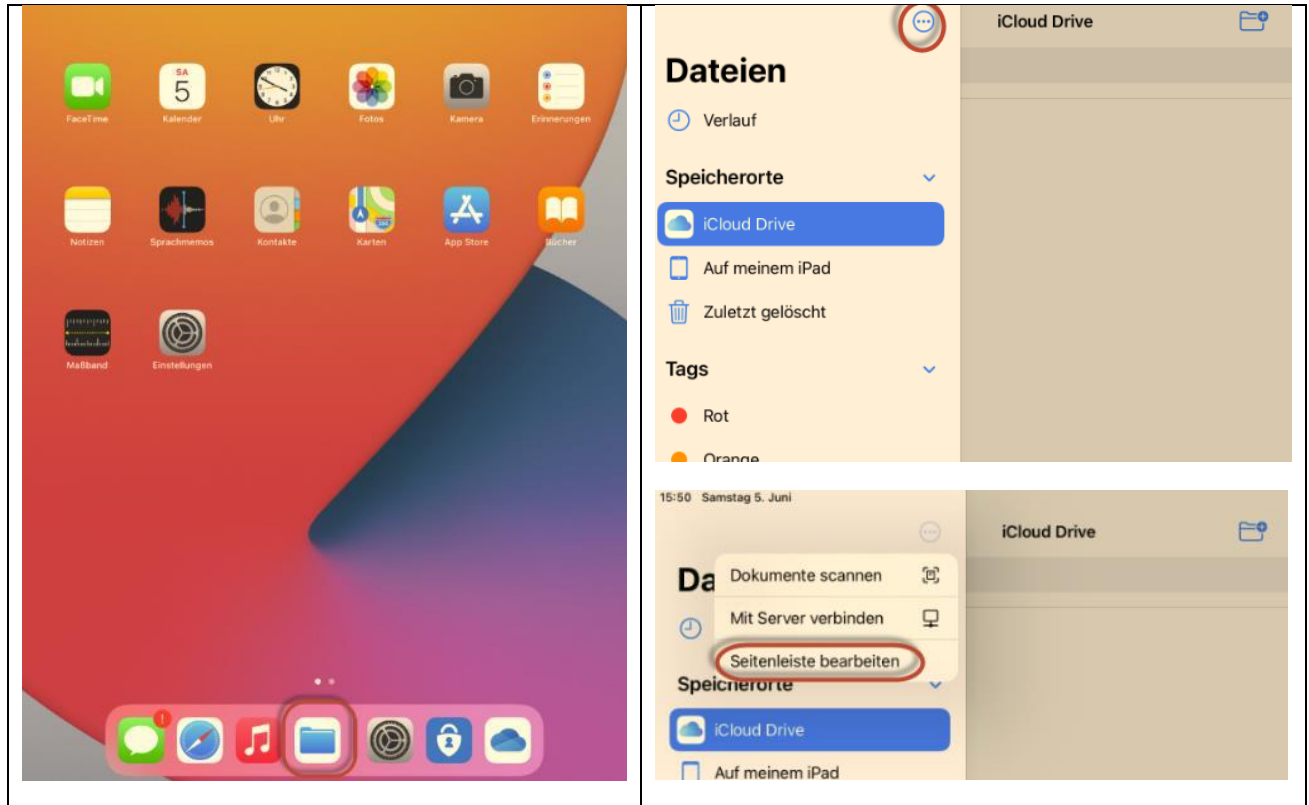 SA
5
FaceTime
Kalender
Uhr
Fotos
Kamera
Erinnerungen
Notizen
Sprachmemos
Kontakte
Karten
App Store
Bücher
Maßband
Einstellungen
!
iCloud Drive
Dateien
Verlauf
Speicherorte
iCloud Drive
Auf meinem iPad
Zuletzt gelöscht
Tags
Rot
Orange
15:50 Samstag 5. Juni
iCloud Drive
Da
Dokumente scannen
Mit Server verbinden
Seitenleiste bearbeiten
Speicherorte
iCloud Drive
Auf meinem iPad